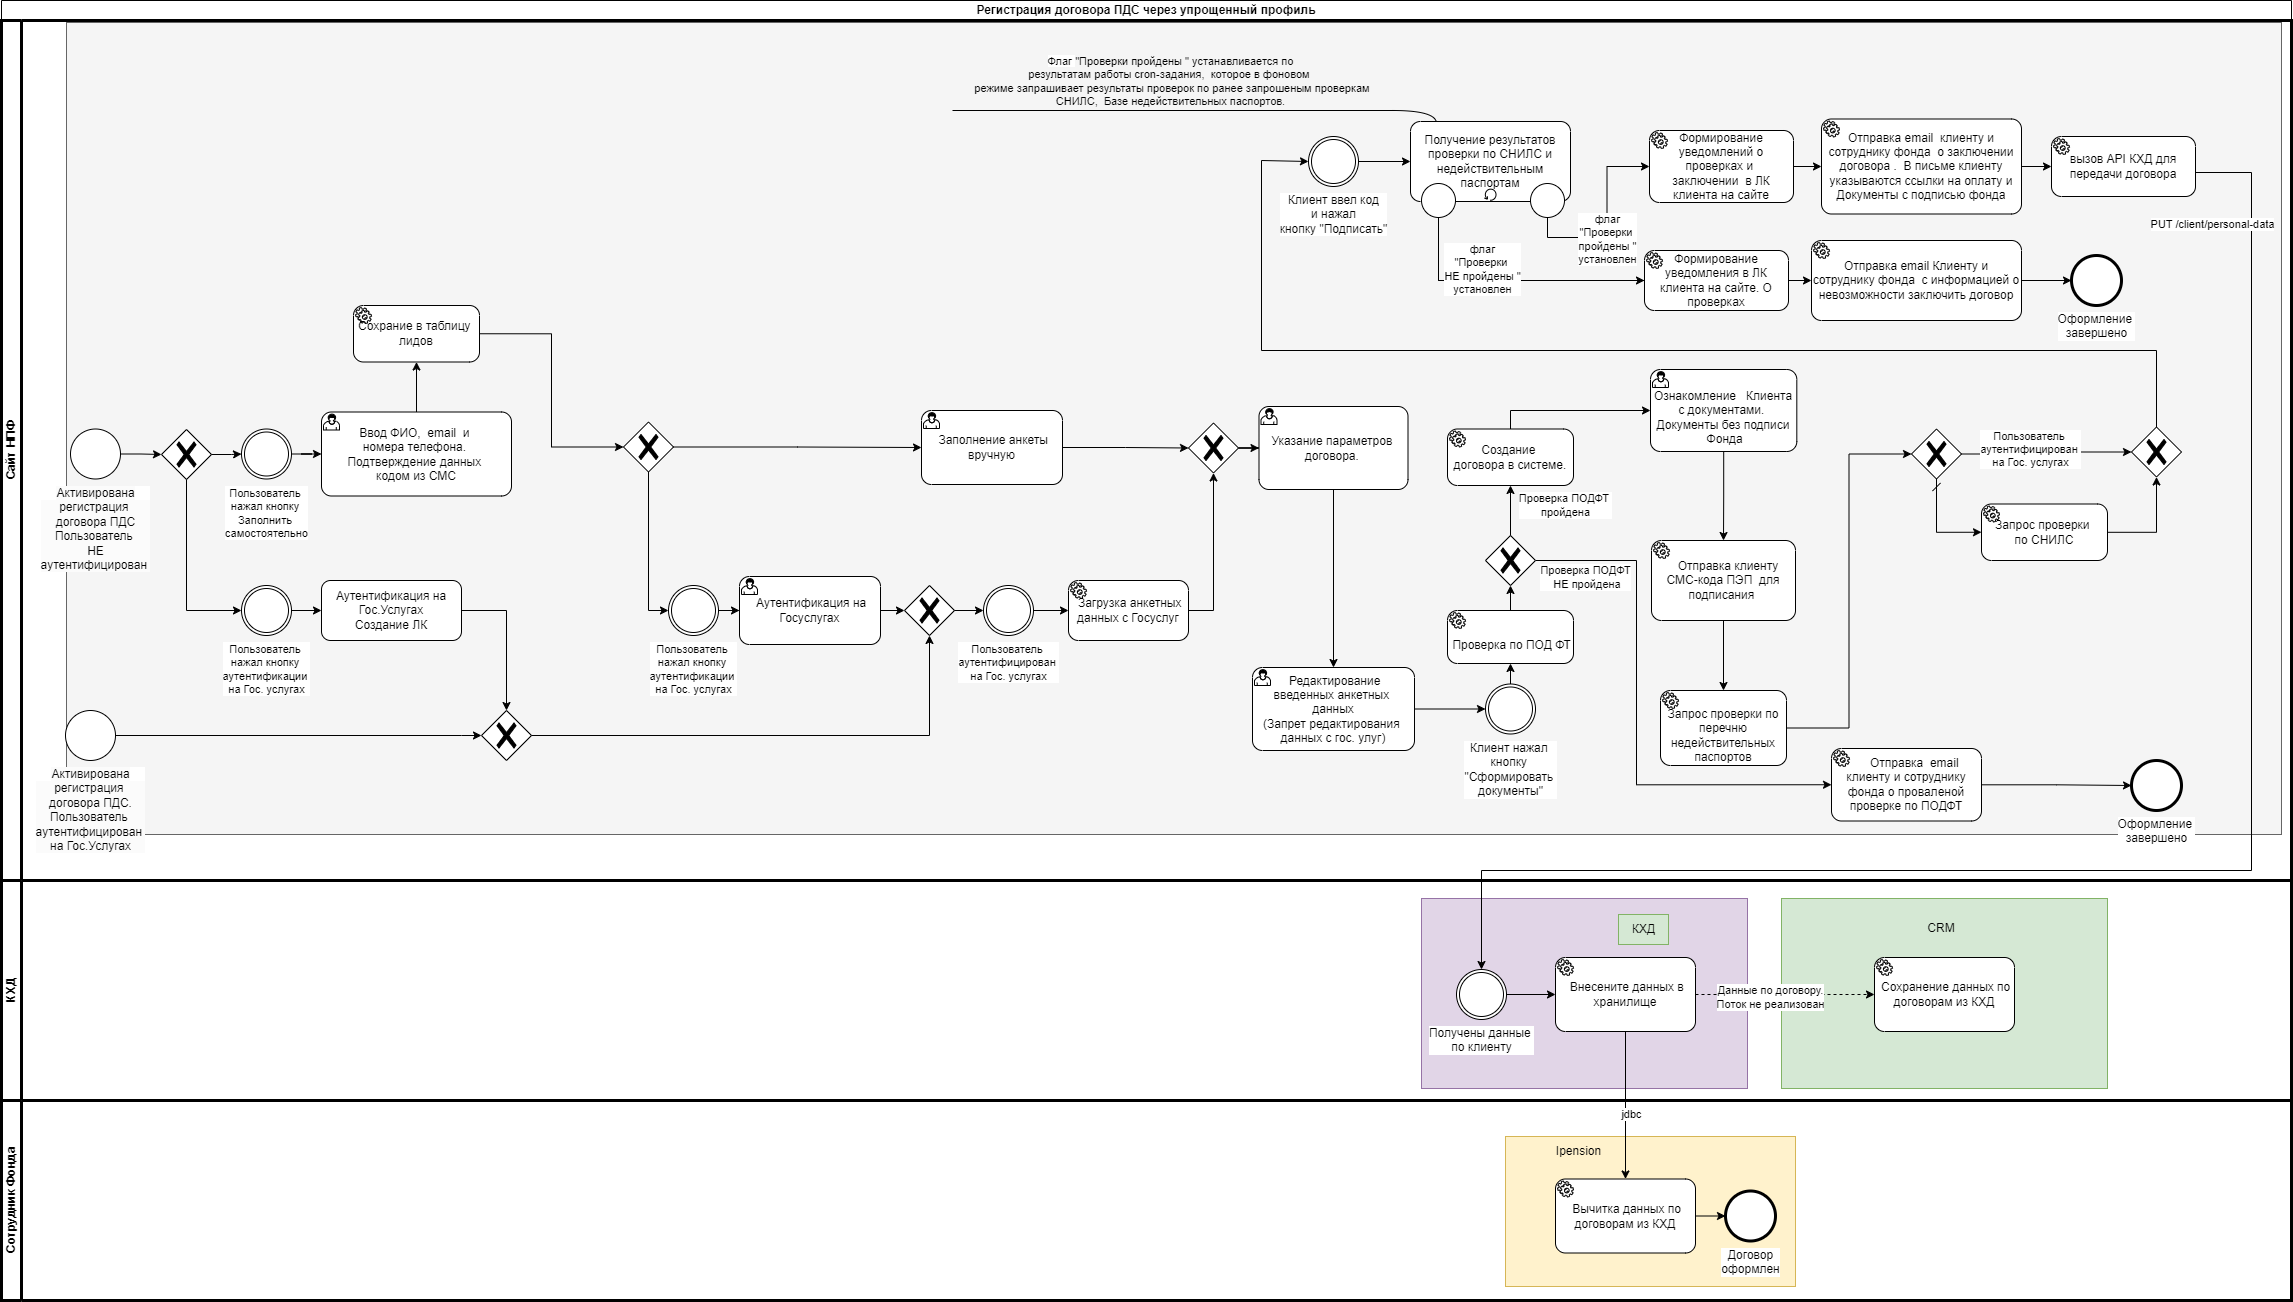 Регистрация договора ПДС через упрощенный профиль
Сайт НПФ
Флаг "Проверки пройдены " устанавливается по
результатам работы cron-задания,  которое в фоновом
режиме запрашивает результаты проверок по ранее запрошеным проверкам
СНИЛС,  Базе недействительных паспортов.
Клиент ввел код
и нажал
кнопку "Подписать"
Получение результатов
проверки по СНИЛС и
недействительным
паспортам
флаг
"Проверки
пройдены "
установлен
флаг
"Проверки
НЕ пройдены "
установлен
Формирование
уведомлений о
проверках и
заключении  в ЛК
клиента на сайте
Отправка email  клиенту и
сотруднику фонда  о заключении
договора .  В письме клиенту
указываются ссылки на оплату и
Документы с подписью фонда
вызов API КХД для
передачи договора
PUT /client/personal-data
Формирование
уведомления в ЛК
клиента на сайте. О
проверках
Отправка email Клиенту и
сотруднику фонда  с информацией о
невозможности заключить договор
Оформление
завершено
Сохрание в таблицу
лидов
Ввод ФИО,  email  и
номера телефона.
Подтверждение данных
кодом из СМС
Активирована
регистрация
договора ПДС
Пользователь
НЕ
аутентифицирован
Пользователь
нажал кнопку
Заполнить
самостоятельно
Пользователь
нажал кнопку
аутентификации
на Гос. услугах
Аутентификация на
Гос.Услугах
Создание ЛК
Активирована
регистрация
договора ПДС.
Пользователь
аутентифицирован
на Гос.Услугах
Пользователь
нажал кнопку
аутентификации
на Гос. услугах
Аутентификация на
Госуслугах
Пользователь
аутентифицирован
на Гос. услугах
Загрузка анкетных
данных с Госуслуг
Заполнение анкеты
вручную
Указание параметров
договора.
Редактирование
введенных анкетных
данных
(Запрет редактирования
данных с гос. улуг)
Клиент нажал
кнопку
"Сформировать
документы"
Проверка по ПОД ФТ
Проверка ПОДФТ
пройдена
Проверка ПОДФТ
НЕ пройдена
Создание
договора в системе.
Ознакомление   Клиента
с документами.
Документы без подписи
Фонда
Отправка клиенту
СМС-кода ПЭП  для
подписания
Запрос проверки по
перечню
недействительных
паспортов
Пользователь
аутентифицирован
на Гос. услугах
Запрос проверки
по СНИЛС
Отправка  email
клиенту и сотруднику
фонда о проваленой
проверке по ПОДФТ
Оформление
завершено
КХД
КХД
Получены данные
по клиенту
Внесените данных в
хранилище
Данные по договору.
Поток не реализован
CRM
Сохранение данных по
договорам из КХД
jdbc
Сотрудник Фонда
Ipension
Вычитка данных по
договорам из КХД
Договор
оформлен